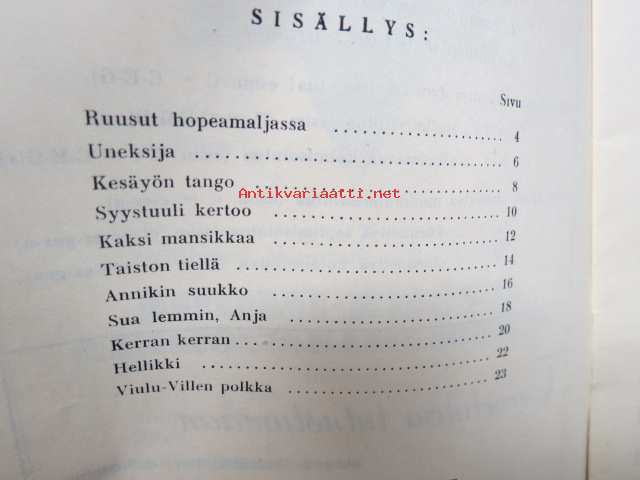 SISÄLLYS:
Sivu
Ruusut hopeamaljassa .................... 4
Uneksija .................... 6
Kesäyön tango .................... 8
Antikvariaatti.net
Syystuuli kertoo .................... 10
Kaksi mansikkaa .................... 12
Taiston tiellä .................... 14
Annikin suukko .................... 16
Sua lemmin, Anja .................... 18
Kerran kerran .................... 20
Hellikki .................... 22
Viulu-Villen polkka .................... 23